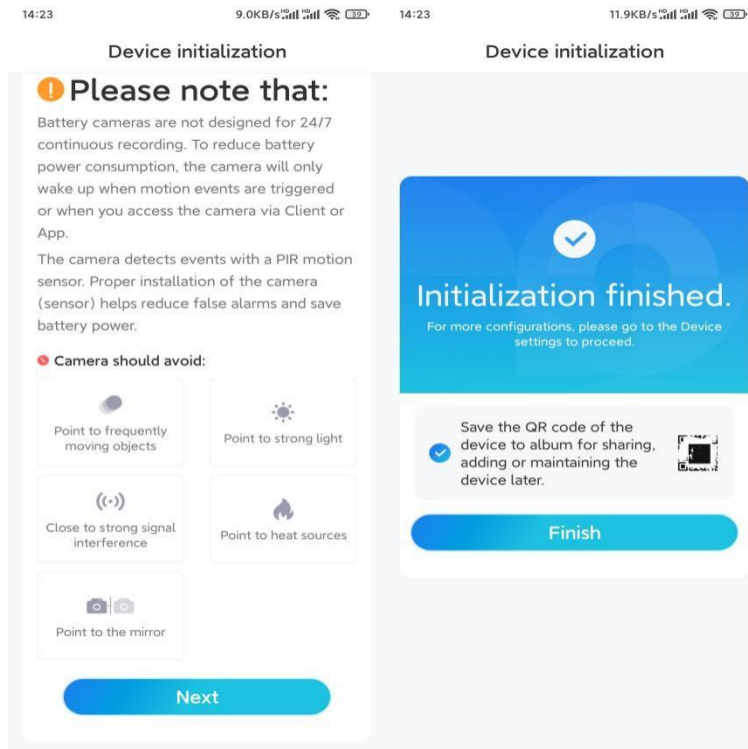 14:23
9.0KB/s HD HD 39
Device initialization
Please note that:
Battery cameras are not designed for 24/7
continuous recording. To reduce battery
power consumption, the camera will only
wake up when motion events are triggered
or when you access the camera via Client or
App.
The camera detects events with a PIR motion
sensor. Proper installation of the camera
(sensor) helps reduce false alarms and save
battery power.
Camera should avoid:
Point to frequently
moving objects
Point to strong light
Close to strong signal
interference
Point to heat sources
Point to the mirror
Next
14:23
11.9KB/s HD HD 39
Device initialization
Initialization finished.
For more configurations, please go to the Device
settings to proceed.
Save the QR code of the
device to album for sharing,
adding or maintaining the
device later.
Finish